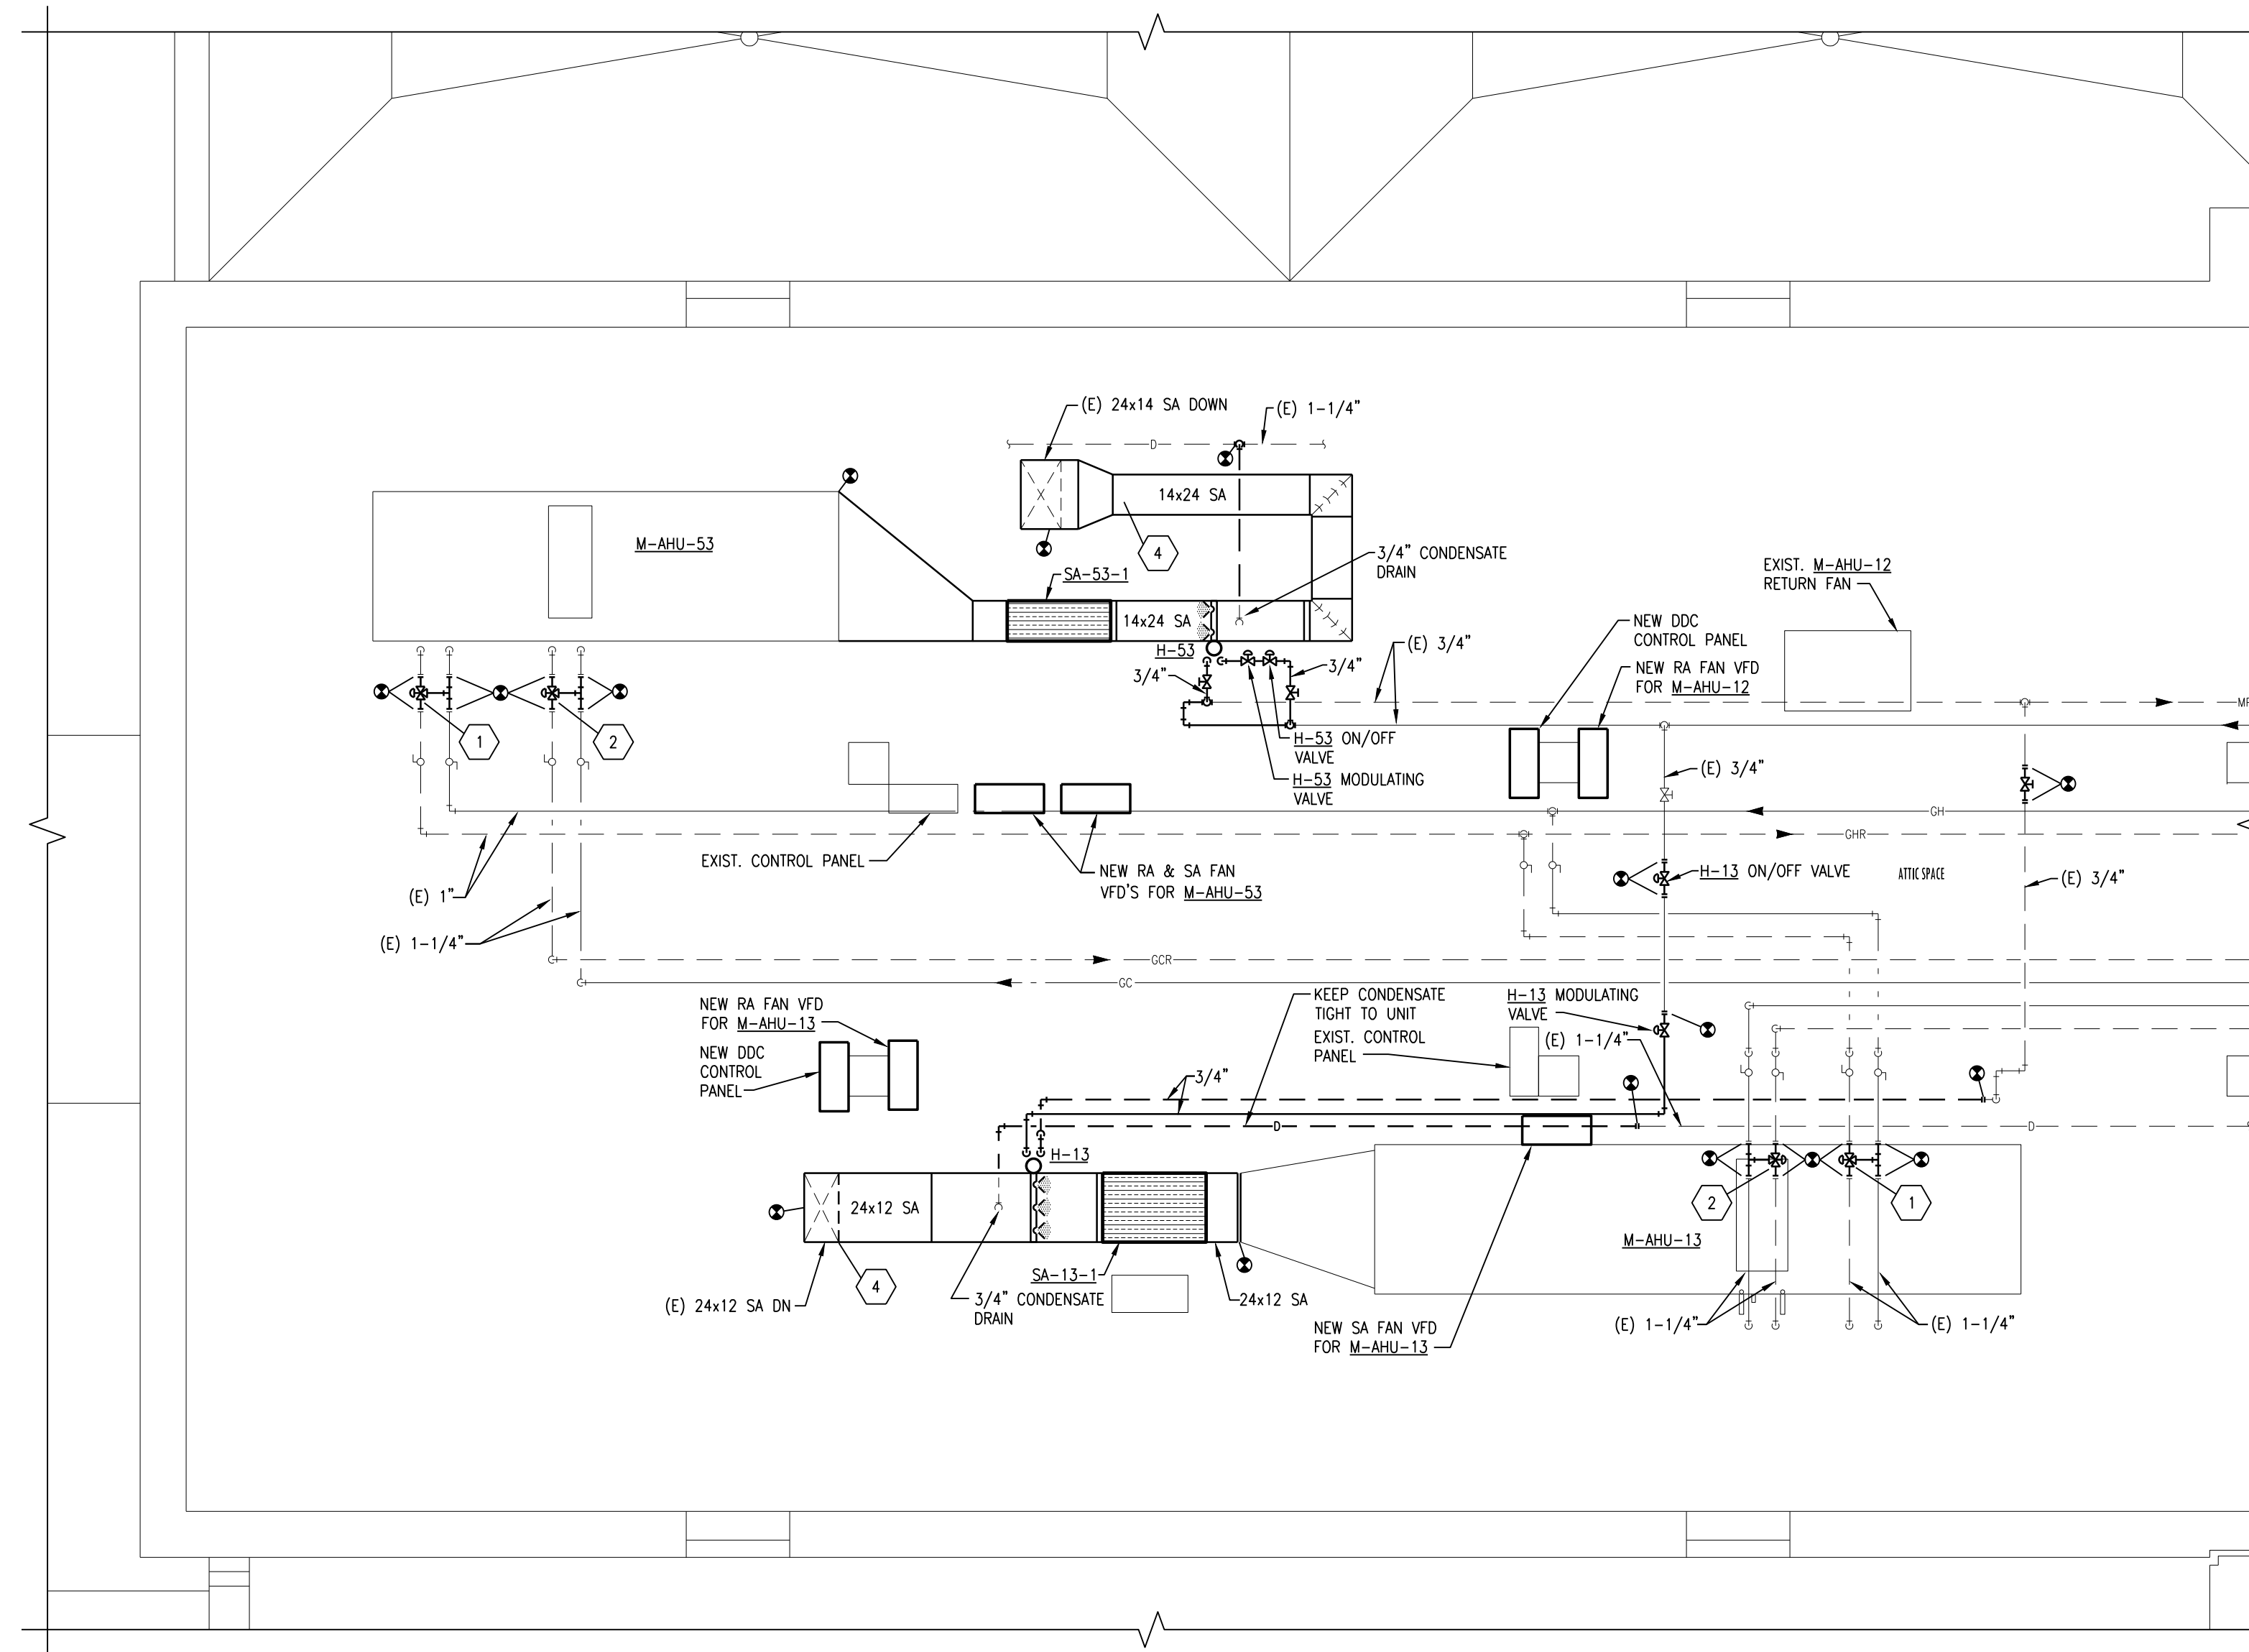 (E) 24x14 SA DOWN
(E) 1-1/4"
D
14x24 SA
4
M-AHU-53
SA-53-1
14x24 SA
3/4" CONDENSATE
DRAIN
H-53
3/4"
3/4"
(E) 3/4"
EXIST. M-AHU-12
RETURN FAN
NEW DDC
CONTROL PANEL
NEW RA FAN VFD
FOR M-AHU-12
1
2
H-53 ON/OFF
VALVE
H-53 MODULATING
VALVE
(E) 3/4"
GH
GHR
EXIST. CONTROL PANEL
NEW RA & SA FAN
VFD'S FOR M-AHU-53
H-13 ON/OFF VALVE
ATTIC SPACE
(E) 3/4"
(E) 1"
(E) 1-1/4"
GCR
GC
NEW RA FAN VFD
FOR M-AHU-13
NEW DDC
CONTROL
PANEL
KEEP CONDENSATE
TIGHT TO UNIT
EXIST. CONTROL
PANEL
H-13 MODULATING
VALVE
(E) 1-1/4"
3/4"
D
D
H-13
24x12 SA
4
(E) 24x12 SA DN
SA-13-1
3/4" CONDENSATE
DRAIN
24x12 SA
NEW SA FAN VFD
FOR M-AHU-13
2
1
M-AHU-13
(E) 1-1/4"
(E) 1-1/4"